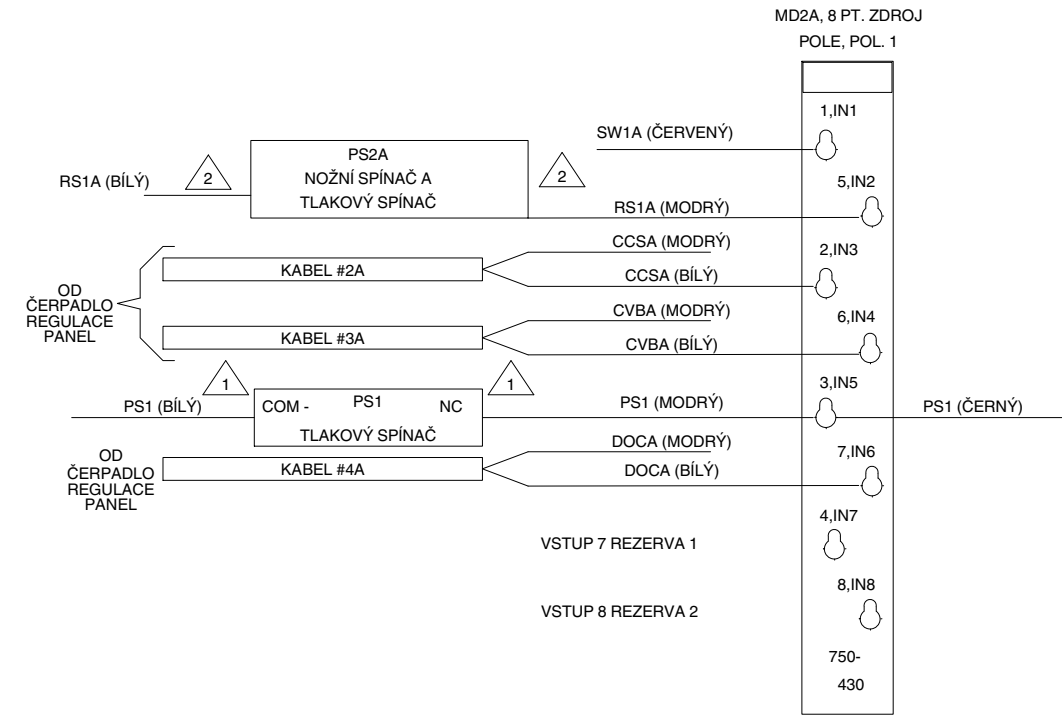 MD2A, 8 PT. ZDROJ
POLE, POL. 1
1,IN1
SW1A (ČERVENÝ)
PS2A
NOŽNÍ SPÍNAČ A
TLAKOVÝ SPÍNAČ
2
2
RS1A (BÍLÝ)
5,IN2
RS1A (MODRÝ)
CCSA (MODRÝ)
2,IN3
KABEL #2A
CCSA (BÍLÝ)
OD
ČERPADLO
REGULACE
PANEL
CVBA (MODRÝ)
6,IN4
KABEL #3A
CVBA (BÍLÝ)
1
1
3,IN5
PS1 (BÍLÝ)
COM -
PS1
NC
TLAKOVÝ SPÍNAČ
PS1 (MODRÝ)
PS1 (ČERNÝ)
DOCA (MODRÝ)
7,IN6
OD
ČERPADLO
REGULACE
PANEL
KABEL #4A
DOCA (BÍLÝ)
4,IN7
VSTUP 7 REZERVA 1
8,IN8
VSTUP 8 REZERVA 2
750-
430